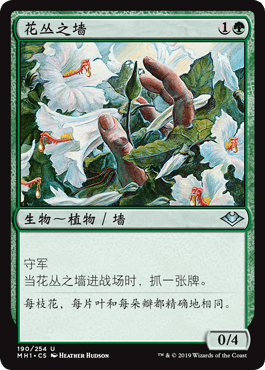 花丛之墙 1
生物～植物／墙
守军
当花丛之墙进战场时，抓一张牌。
每枝花，每片叶和每朵瓣都精确地相同。
190/254 U
MH1 • CS HEATHER HUDSON
™ & © 2019 Wizards of the Coast
0/4